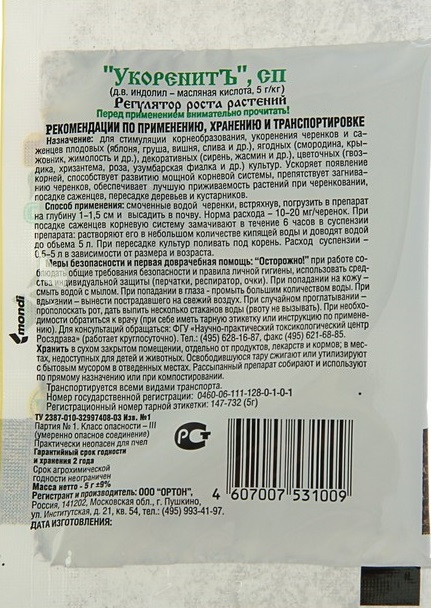 "УкоренитЪ", СП
(д.в. индолил – масляная кислота, 5 г/кг)
Регулятор роста растений
Перед применением внимательно прочитать!
РЕКОМЕНДАЦИИ ПО ПРИМЕНЕНИЮ, ХРАНЕНИЮ И ТРАНСПОРТИРОВКЕ
Назначение: для стимуляции корнеобразования, укоренения черенков и са-
женцев плодовых (яблоня, груша, вишня, слива и др.), ягодных (смородина, кры-
жовник, жимолость и др.), декоративных (сирень, жасмин и др.), цветочных (гвоз-
дика, хризантема, роза, узумбарская фиалка и др.) культур. Ускоряет появление
корней, способствует развитию мощной корневой системы, препятствует загнива-
нию черенков, обеспечивает лучшую приживаемость растений при черенковании,
посадке саженцев, пересадке деревьев и кустарников.
Способ применения: смоченные водой черенки, встряхнув, погрузить в препарат
на глубину 1–1,5 см и высадить в почву. Норма расхода – 10–20 мг/черенок. При
посадке саженцев корневую систему замачивают в течение 6 часов в суспензии
препарата: растворяют его в небольшом количестве кипящей воды и доводят водой
до объема 5 л. При пересадке культур поливать под корень. Расход суспензии –
0,5–5 л в зависимости от размера и возраста.
Меры безопасности и первая доврачебная помощь: "Осторожно!" при работе со-
блюдать общие требования безопасности и правила личной гигиены, использовать сред-
ства индивидуальной защиты (перчатки, респиратор, очки). При попадании на кожу –
смыть водой с мылом. При попадании в глаза – промыть большим количеством воды. При
вдыхании – вынести пострадавшего на свежий воздух. При случайном проглатывании –
прополоскать рот, дать выпить несколько стаканов воды (рвоту не вызывать). При необхо-
димости обратиться к врачу (при себе иметь тарную этикетку или инструкцию по примене-
нию). Для консультаций обращаться: ФГУ «Научно-практический токсикологический центр
Росздрава» (работает круглосуточно). Тел.: (495) 628-16-87, факс (495) 621-68-85.
Хранить в сухом закрытом помещении, отдельно от продуктов, лекарств и кормов; в мес-
тах, недоступных для детей и животных. Освободившуюся тару сжигают или утилизируют
с бытовым мусором в отведенных местах. Рассыпанный препарат собирают и используют
по прямому назначению или при компостировании.
Транспортируется всеми видами транспорта.
Номер государственной регистрации: 0460-06-111-128-0-1-0-1
Регистрационный номер тарной этикетки: 147-732 (5г)
ТУ 2387-010-32997408-03 Изв. №1
Партия № 1. Класс опасности – III
(умеренно опасное соединение)
Практически неопасен для пчел
Гарантийный срок годности
и хранения 2 года
Срок агрохимической
годности неограничен
Масса нетто - 5 г ±9%
Регистрант и производитель: ООО "ОРТОН",
Россия, 141202, Московская обл., г. Пушкино,
ул. Институтская, д. 21, кв. 54, тел.: (495) 993-41-97.
ДАТА ИЗГОТОВЛЕНИЯ:
mondi
РСТ
4 607007 531009